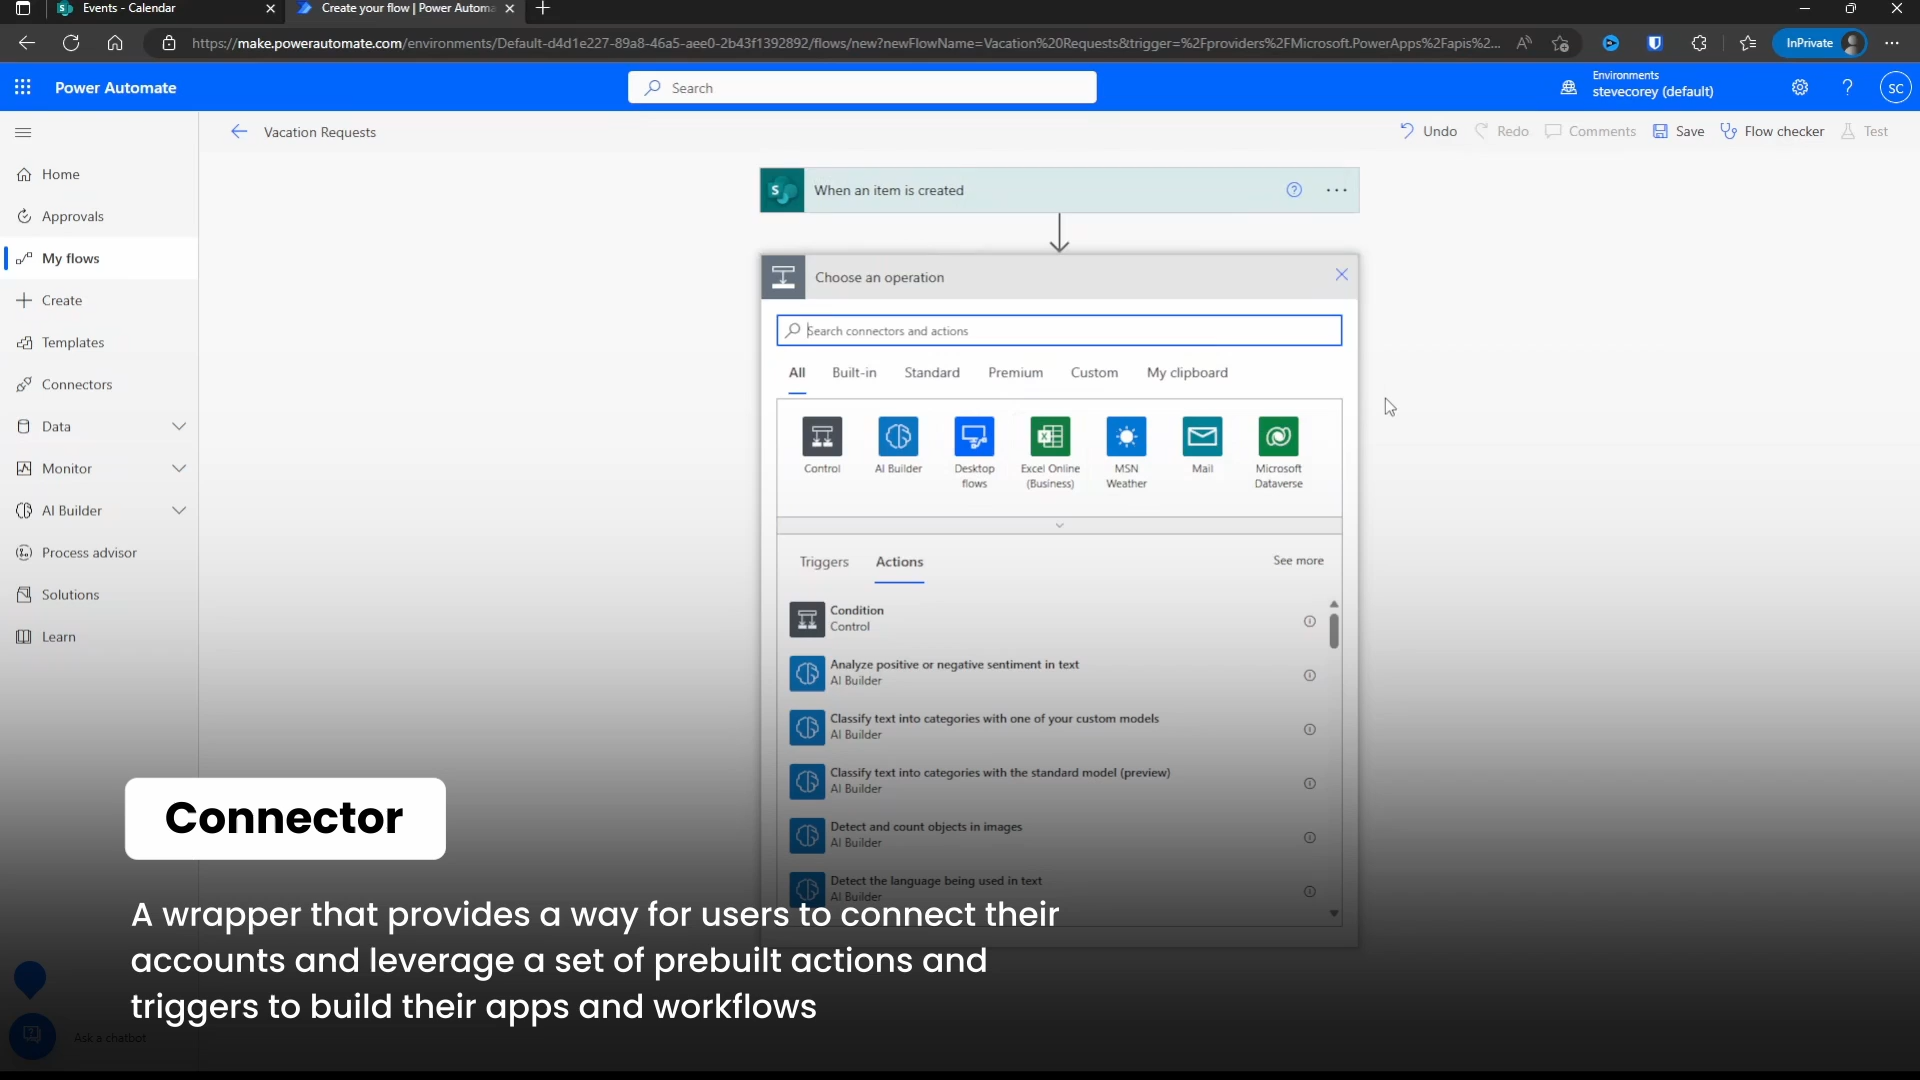 Events - Calendar
Create your flow | Power Automa
https://make.powerautomate.com/environments/Default-d4d1e227-89a8-46a5-aee0-2b43f1392892/flows/new?newFlowName=Vacation%20Requests&trigger=%2Fproviders%2FMicrosoft.PowerApps%2Fapis%2...
InPrivate
Power Automate
Search
Environments
stevecorey (default)
SC
Vacation Requests
Undo
Redo
Comments
Save
Flow checker
Test
Home
Approvals
My flows
Create
Templates
Connectors
Data
Monitor
AI Builder
Process advisor
Solutions
Learn
Ask a chatbot
When an item is created
Choose an operation
Search connectors and actions
All
Built-in
Standard
Premium
Custom
My clipboard
Control
AI Builder
Desktop
flows
Excel Online
(Business)
MSN
Weather
Mail
Microsoft
Dataverse
Triggers
Actions
See more
Condition
Control
Analyze positive or negative sentiment in text
AI Builder
Classify text into categories with one of your custom models
AI Builder
Classify text into categories with the standard model (preview)
AI Builder
Detect and count objects in images
AI Builder
Detect the language being used in text
AI Builder
Connector
A wrapper that provides a way for users to connect their
accounts and leverage a set of prebuilt actions and
triggers to build their apps and workflows